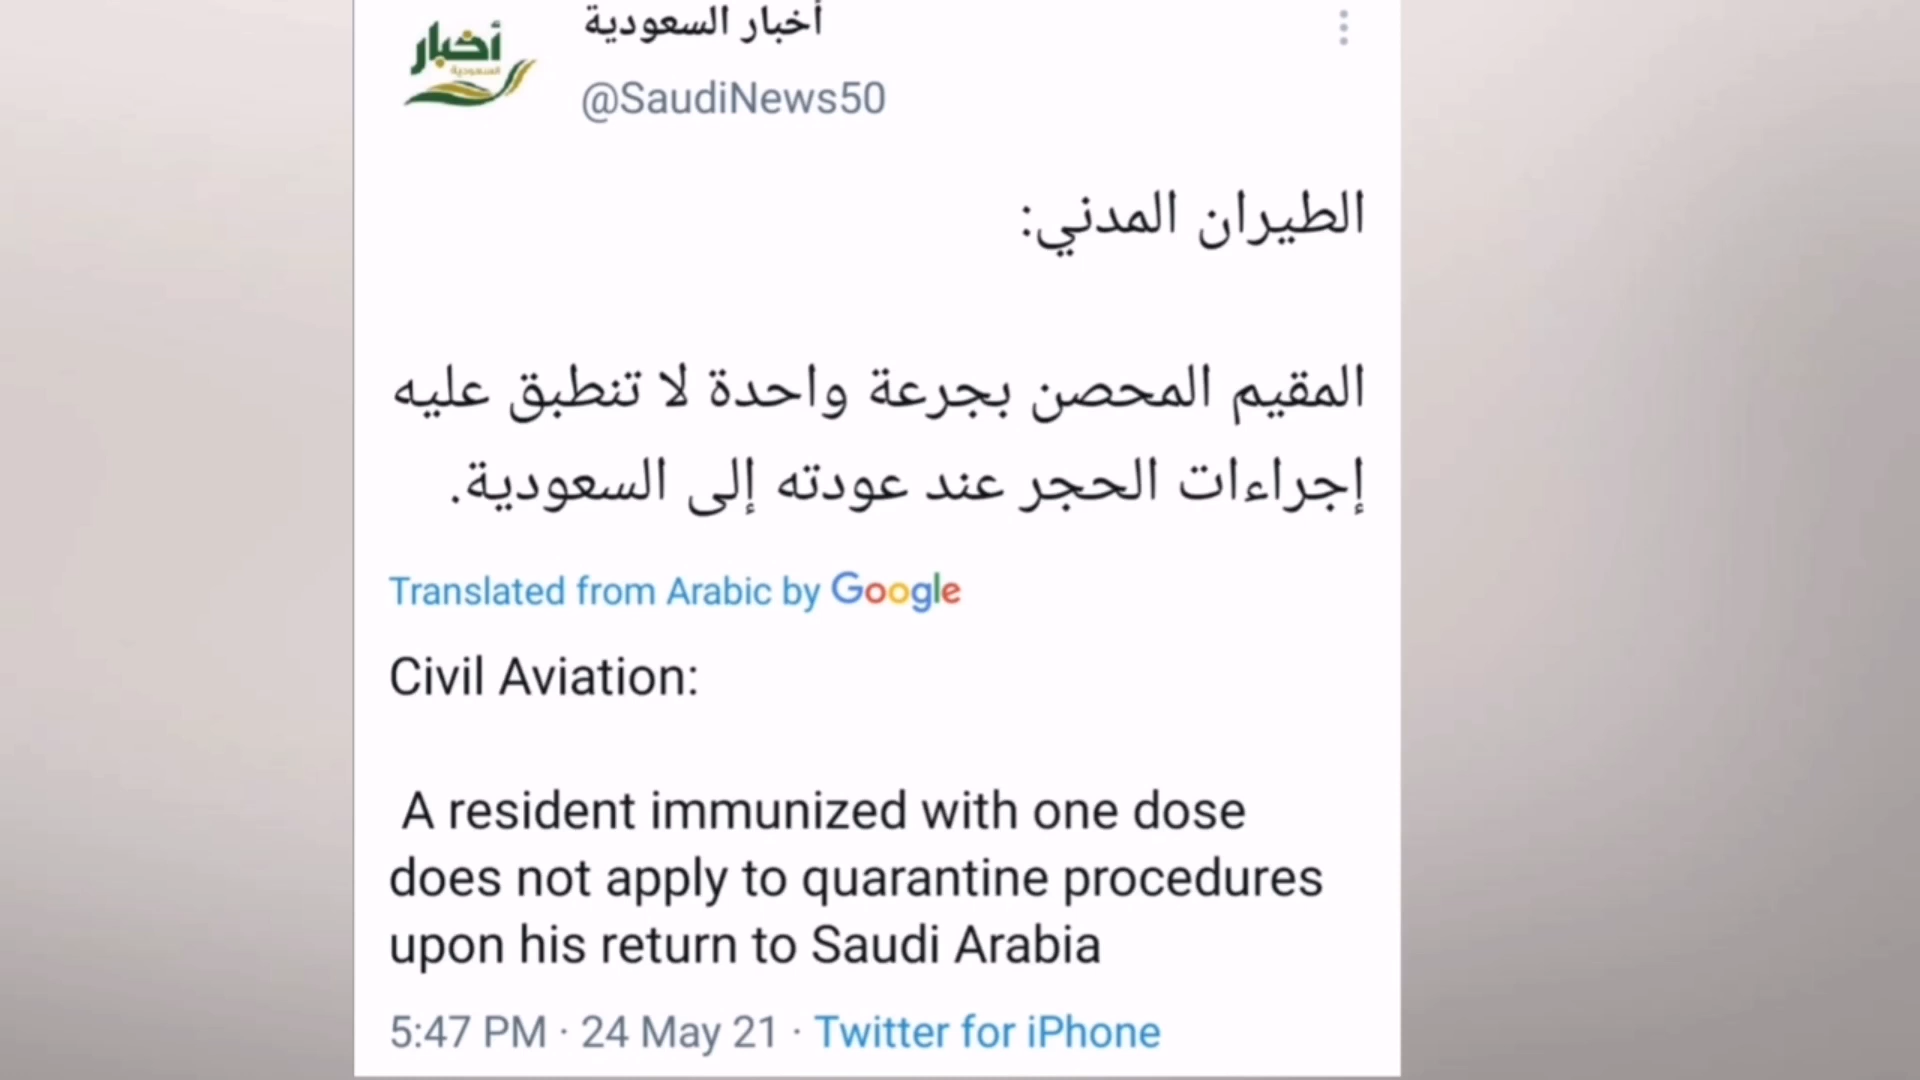 أخبار السعودية
أخبار
السعودية
@SaudiNews50
الطيران المدني:
المقيم المحصن بجرعة واحدة لا تنطبق عليه
إجراءات الحجر عند عودته إلى السعودية.
Translated from Arabic by Google
Civil Aviation:
A resident immunized with one dose
does not apply to quarantine procedures
upon his return to Saudi Arabia
5:47 PM · 24 May 21 · Twitter for iPhone